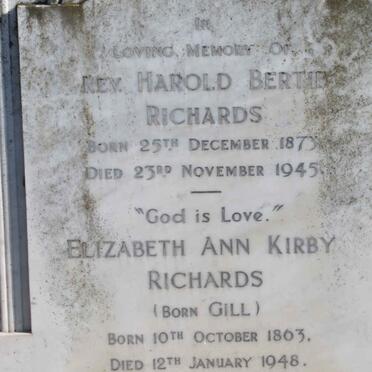 In
Loving Memory Of
Rev. Harold Bertie
Richards
Born 25th December 1873
Died 23rd November 1945.
"God is Love."
Elizabeth Ann Kirby
Richards
(Born Gill)
Born 10th October 1863.
Died 12th January 1948.